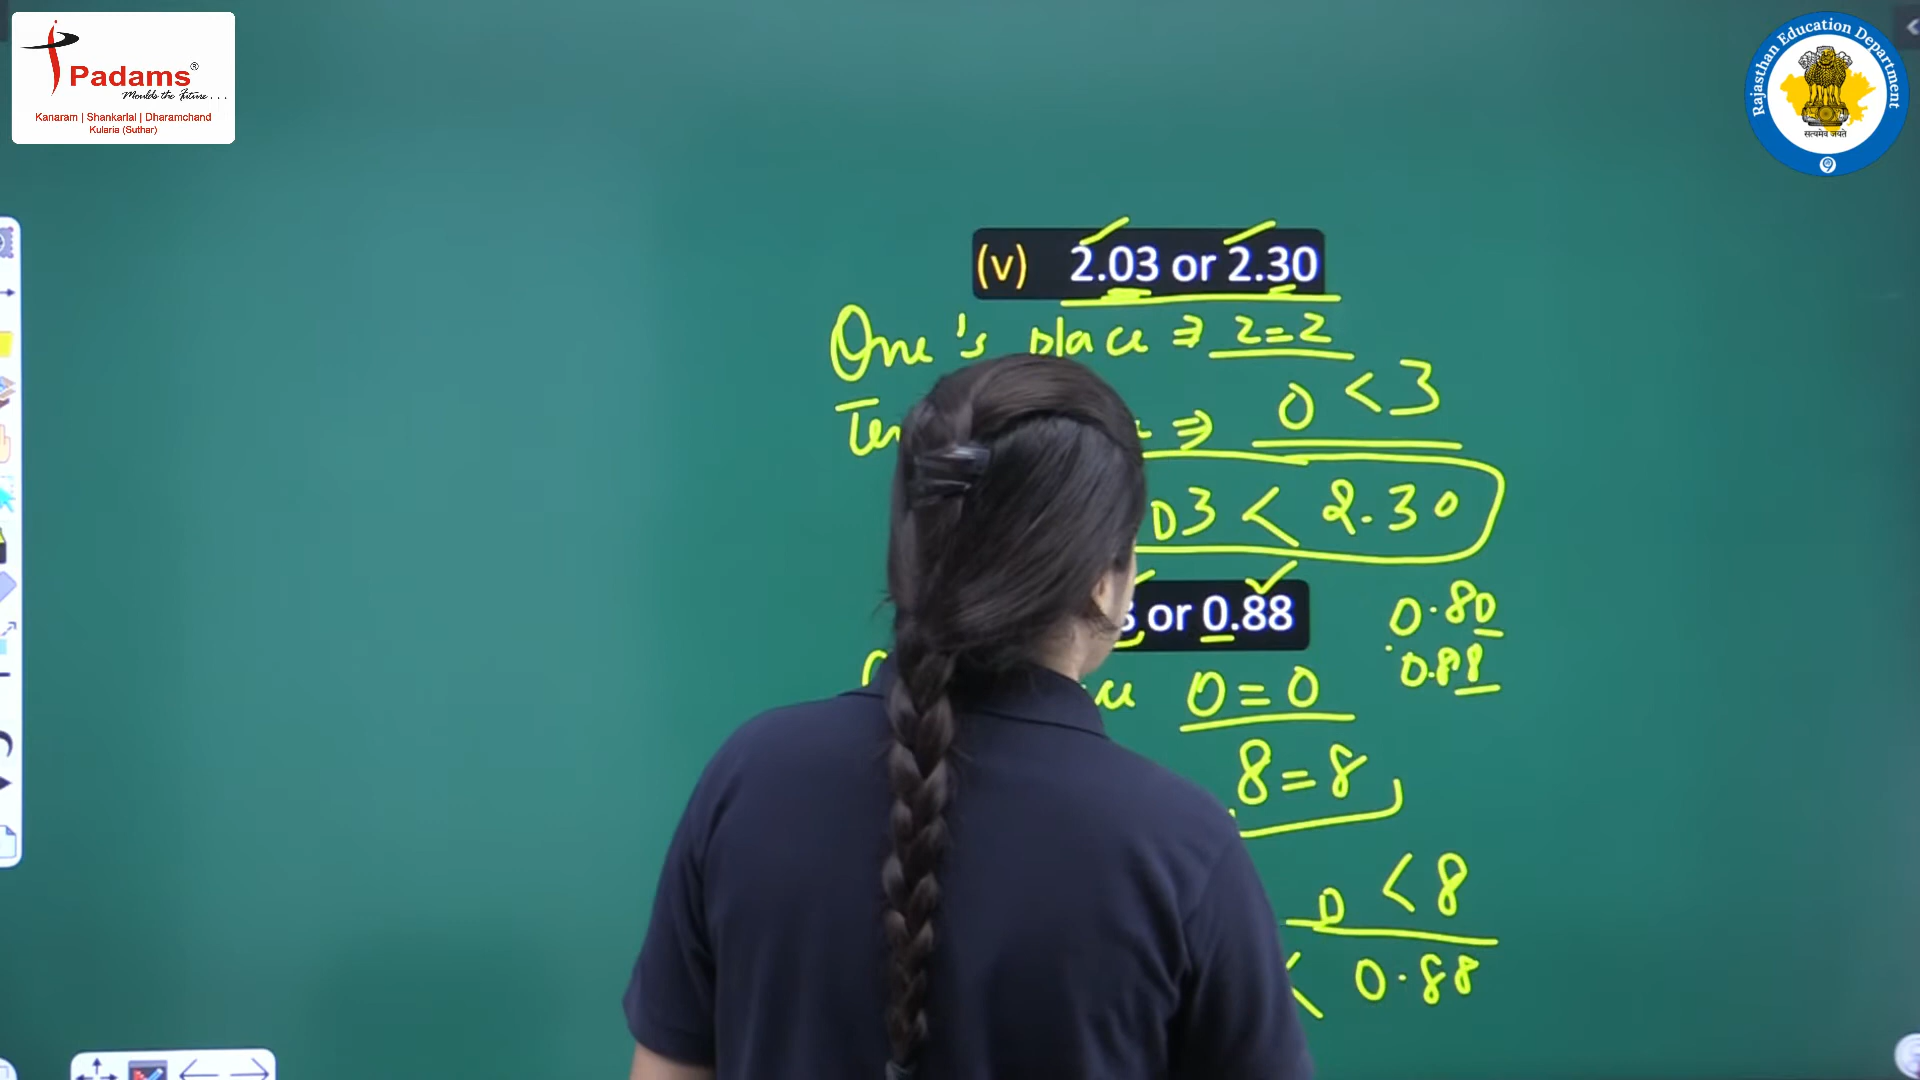 Padams®
Moulds the Future...
Kanaram | Shankarlal | Dharamchand
Kularia (Suthar)
Rajasthan Education Department
सत्यमेव जयते
(v) 2.03 or 2.30
One's place ⇒ 2=2
⇒ 0 < 3
03 < 2.30
or 0.88
0.80
0.88
0 = 0
8 = 8
0 < 8
< 0.88